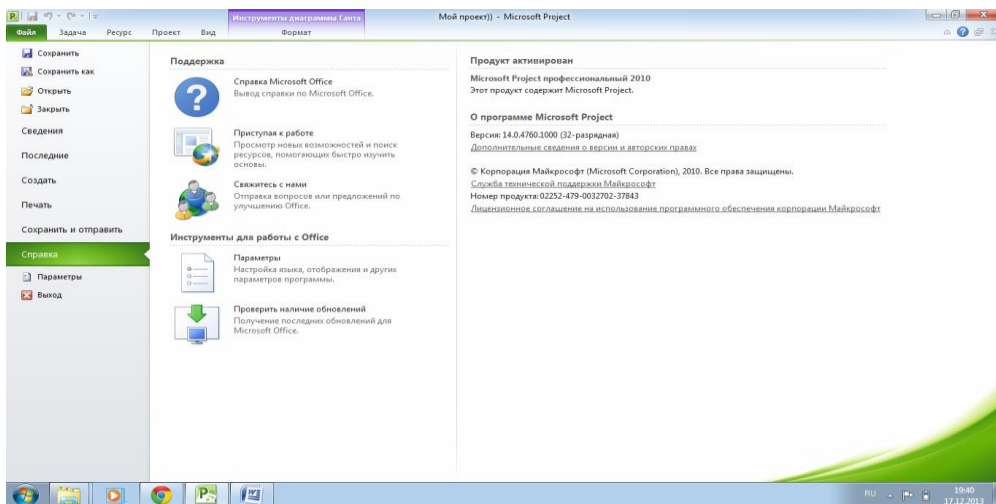 Инструменты диаграммы Ганта
Мой проект)) - Microsoft Project
Файл Задача Ресурс Проект Вид Формат
Сохранить
Сохранить как
Открыть
Закрыть
Сведения
Последние
Создать
Печать
Сохранить и отправить
Справка
Параметры
Выход
Поддержка
Справка Microsoft Office
Вывод справки по Microsoft Office.
Приступая к работе
Просмотр новых возможностей и поиск
ресурсов, помогающих быстро изучить
основы.
Свяжитесь с нами
Отправка вопросов или предложений по
улучшению Office.
Инструменты для работы с Office
Параметры
Настройка языка, отображения и других
параметров программы.
Проверить наличие обновлений
Получение последних обновлений для
Microsoft Office.
Продукт активирован
Microsoft Project профессиональный 2010
Этот продукт содержит Microsoft Project.
О программе Microsoft Project
Версия: 14.0.4760.1000 (32-разрядная)
Дополнительные сведения о версии и авторских правах
© Корпорация Майкрософт (Microsoft Corporation), 2010. Все права защищены.
Служба технической поддержки Майкрософт
Номер продукта: 02252-479-0032702-37843
Лицензионное соглашение на использование программного обеспечения корпорации Майкрософт
RU
19:40
17.12.2013